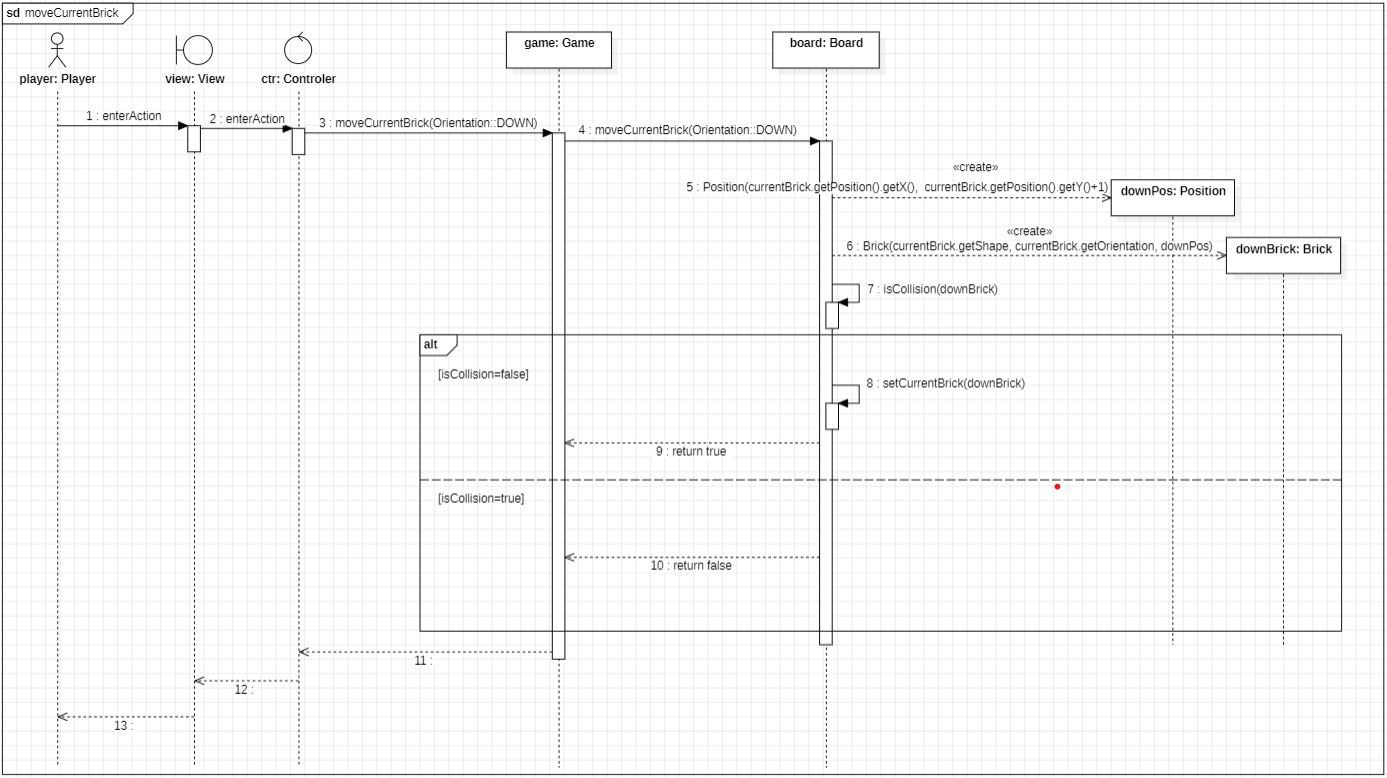 sd moveCurrentBrick
player: Player
view: View
ctr: Controler
game: Game
board: Board
1 : enterAction
2 : enterAction
3 : moveCurrentBrick(Orientation::DOWN)
4 : moveCurrentBrick(Orientation::DOWN)
«create»
5 : Position(currentBrick.getPosition().getX(),  currentBrick.getPosition().getY()+1)
downPos: Position
«create»
6 : Brick(currentBrick.getShape, currentBrick.getOrientation, downPos)
downBrick: Brick
7 : isCollision(downBrick)
alt
[isCollision=false]
8 : setCurrentBrick(downBrick)
9 : return true
[isCollision=true]
10 : return false
11 :
12 :
13 :